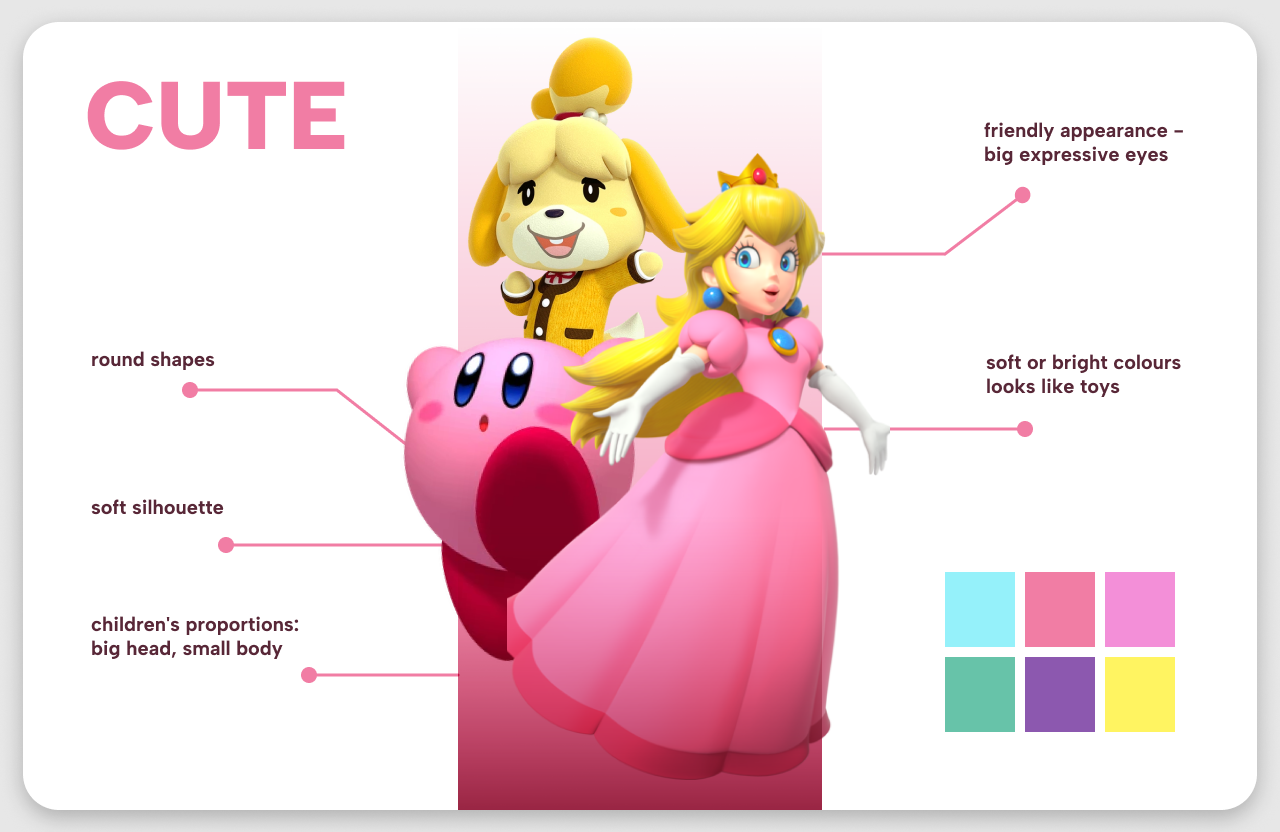 CUTE
friendly appearance –
big expressive eyes
round shapes
soft or bright colours
looks like toys
soft silhouette
children's proportions:
big head, small body